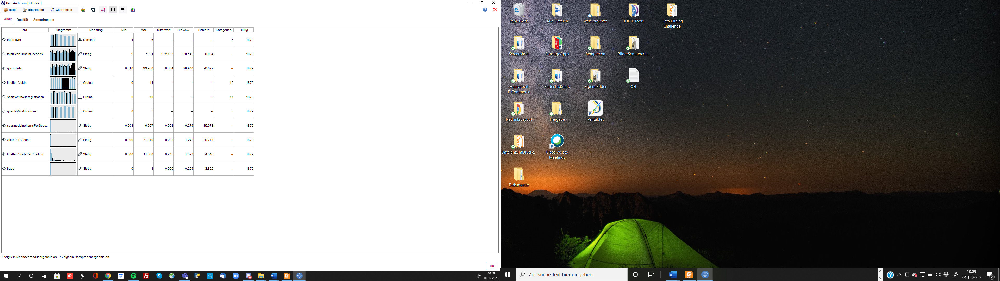 Data Audit von [10 Felder]
Datei Bearbeiten Generieren
Audit Qualität Anmerkungen
Feld Diagramm Messung Min Max Mittelwert Std.Abw. Schiefe Kategorien Gültig
trustLevel Nominal 1 6 -- -- -- 6 1879
totalScanTimeInSeconds Stetig 2 1831 932.153 530.145 -0.034 -- 1879
grandTotal Stetig 0.010 99.960 50.864 28.940 -0.027 -- 1879
lineItemVoids Ordinal 0 11 -- -- -- 12 1879
scansWithoutRegistration Ordinal 0 10 -- -- -- 11 1879
quantityModifications Ordinal 0 5 -- -- -- 6 1879
scannedLineItemsPerSeco... Stetig 0.001 6.667 0.058 0.279 15.078 -- 1879
valuePerSecond Stetig 0.000 37.870 0.202 1.242 20.771 -- 1879
lineItemVoidsPerPosition Stetig 0.000 11.000 0.745 1.327 4.316 -- 1879
fraud Stetig 0 1 0.055 0.229 3.892 -- 1879
¹ Zeigt ein Mehrfachmodusergebnis an ² Zeigt ein Stichprobenergebnis an
OK
10:09
01.12.2020
Papierkorb
Alle Dateien
web-projekte
IDE + Tools
Data Mining
Challenge
Screenshots
SonstigeApps
Sempercon
BilderSempercon...
Hausarbeit
E-Commerce
BilderTestShop
EigeneBilder
OFL
NethinksLayout
Freigabe
Pentablet
DateienzumDrucke...
Cisco Webex
Meetings
Dokumente
Zur Suche Text hier eingeben
10:09
01.12.2020
2